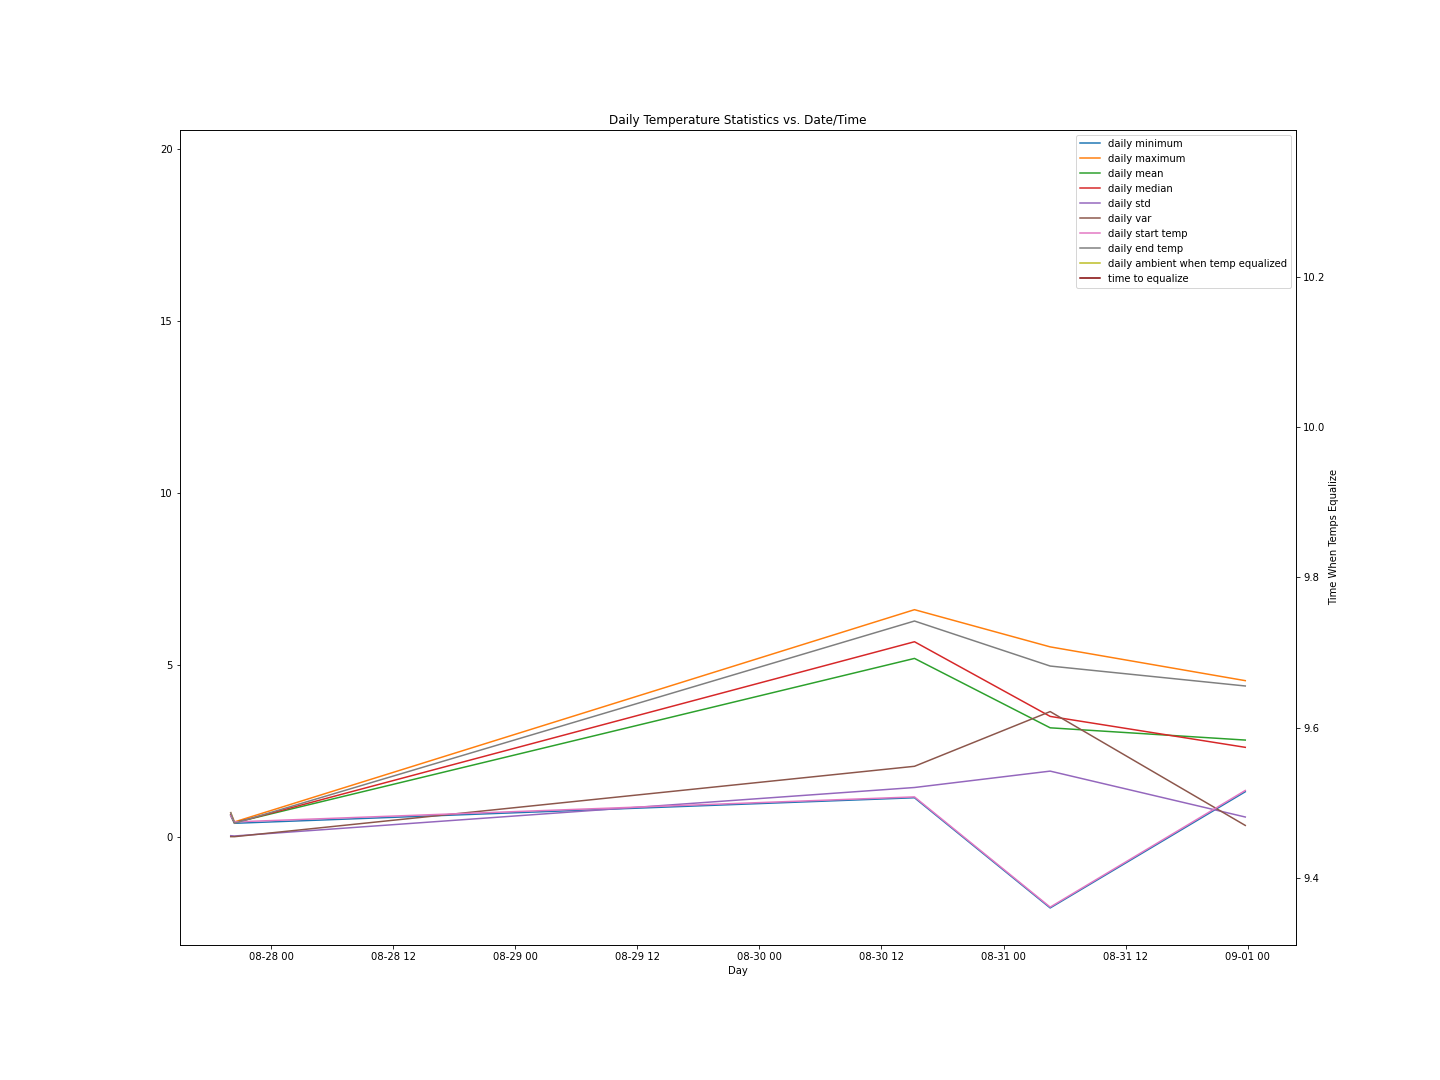 Daily Temperature Statistics vs. Date/Time
daily minimum
daily maximum
daily mean
daily median
daily std
daily var
daily start temp
daily end temp
daily ambient when temp equalized
time to equalize
20
15
10
5
0
10.2
10.0
9.8
9.6
9.4
Time When Temps Equalize
08-28 00
08-28 12
08-29 00
08-29 12
08-30 00
08-30 12
08-31 00
08-31 12
09-01 00
Day